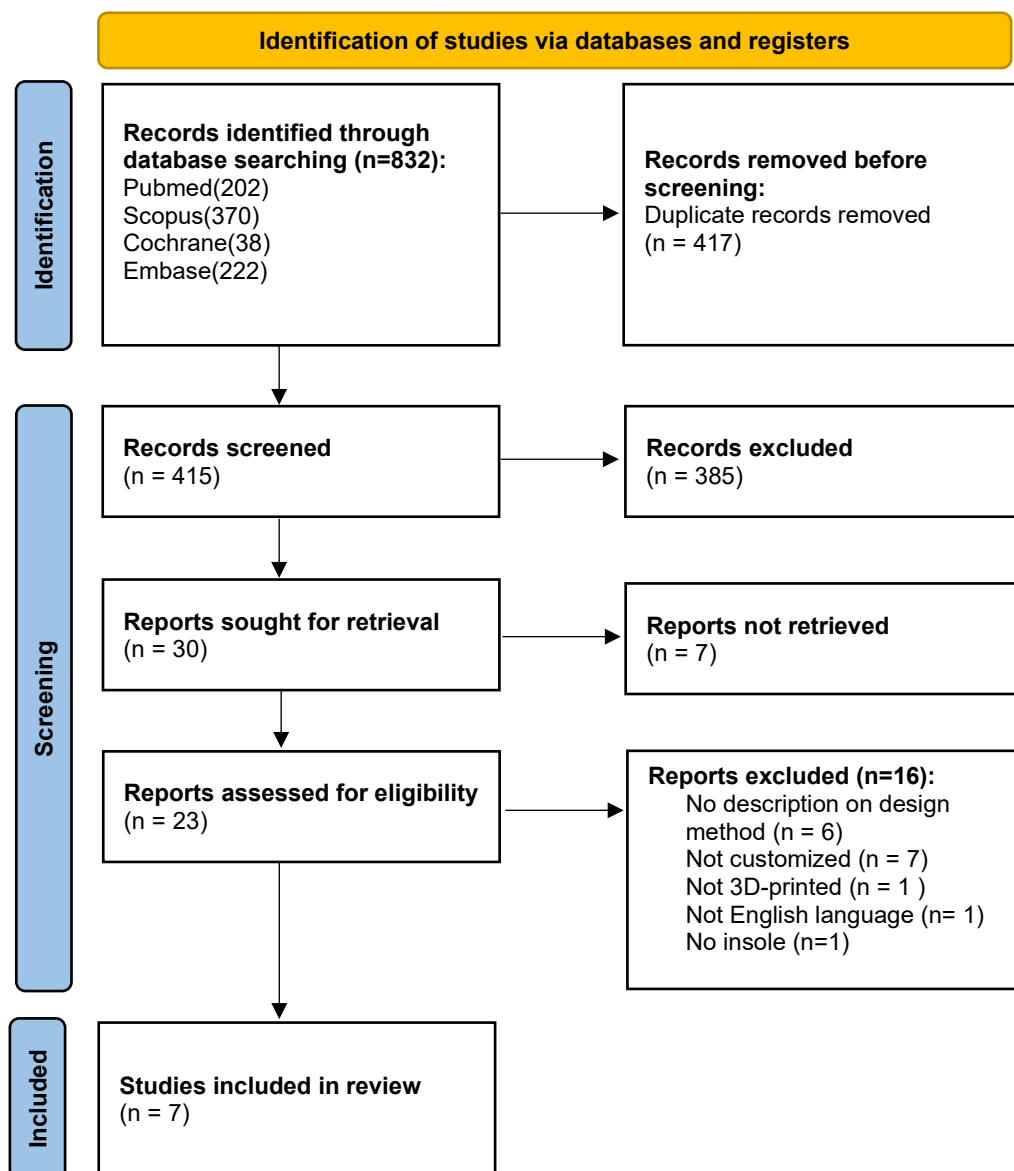 Identification of studies via databases and registers
Identification
Records identified through
database searching (n=832):
Pubmed(202)
Scopus(370)
Cochrane(38)
Embase(222)
Records removed before
screening:
Duplicate records removed
(n = 417)
Screening
Records screened
(n = 415)
Records excluded
(n = 385)
Reports sought for retrieval
(n = 30)
Reports not retrieved
(n = 7)
Reports assessed for eligibility
(n = 23)
Reports excluded (n=16):
No description on design
method (n = 6)
Not customized (n = 7)
Not 3D-printed (n = 1 )
Not English language (n= 1)
No insole (n=1)
Included
Studies included in review
(n = 7)